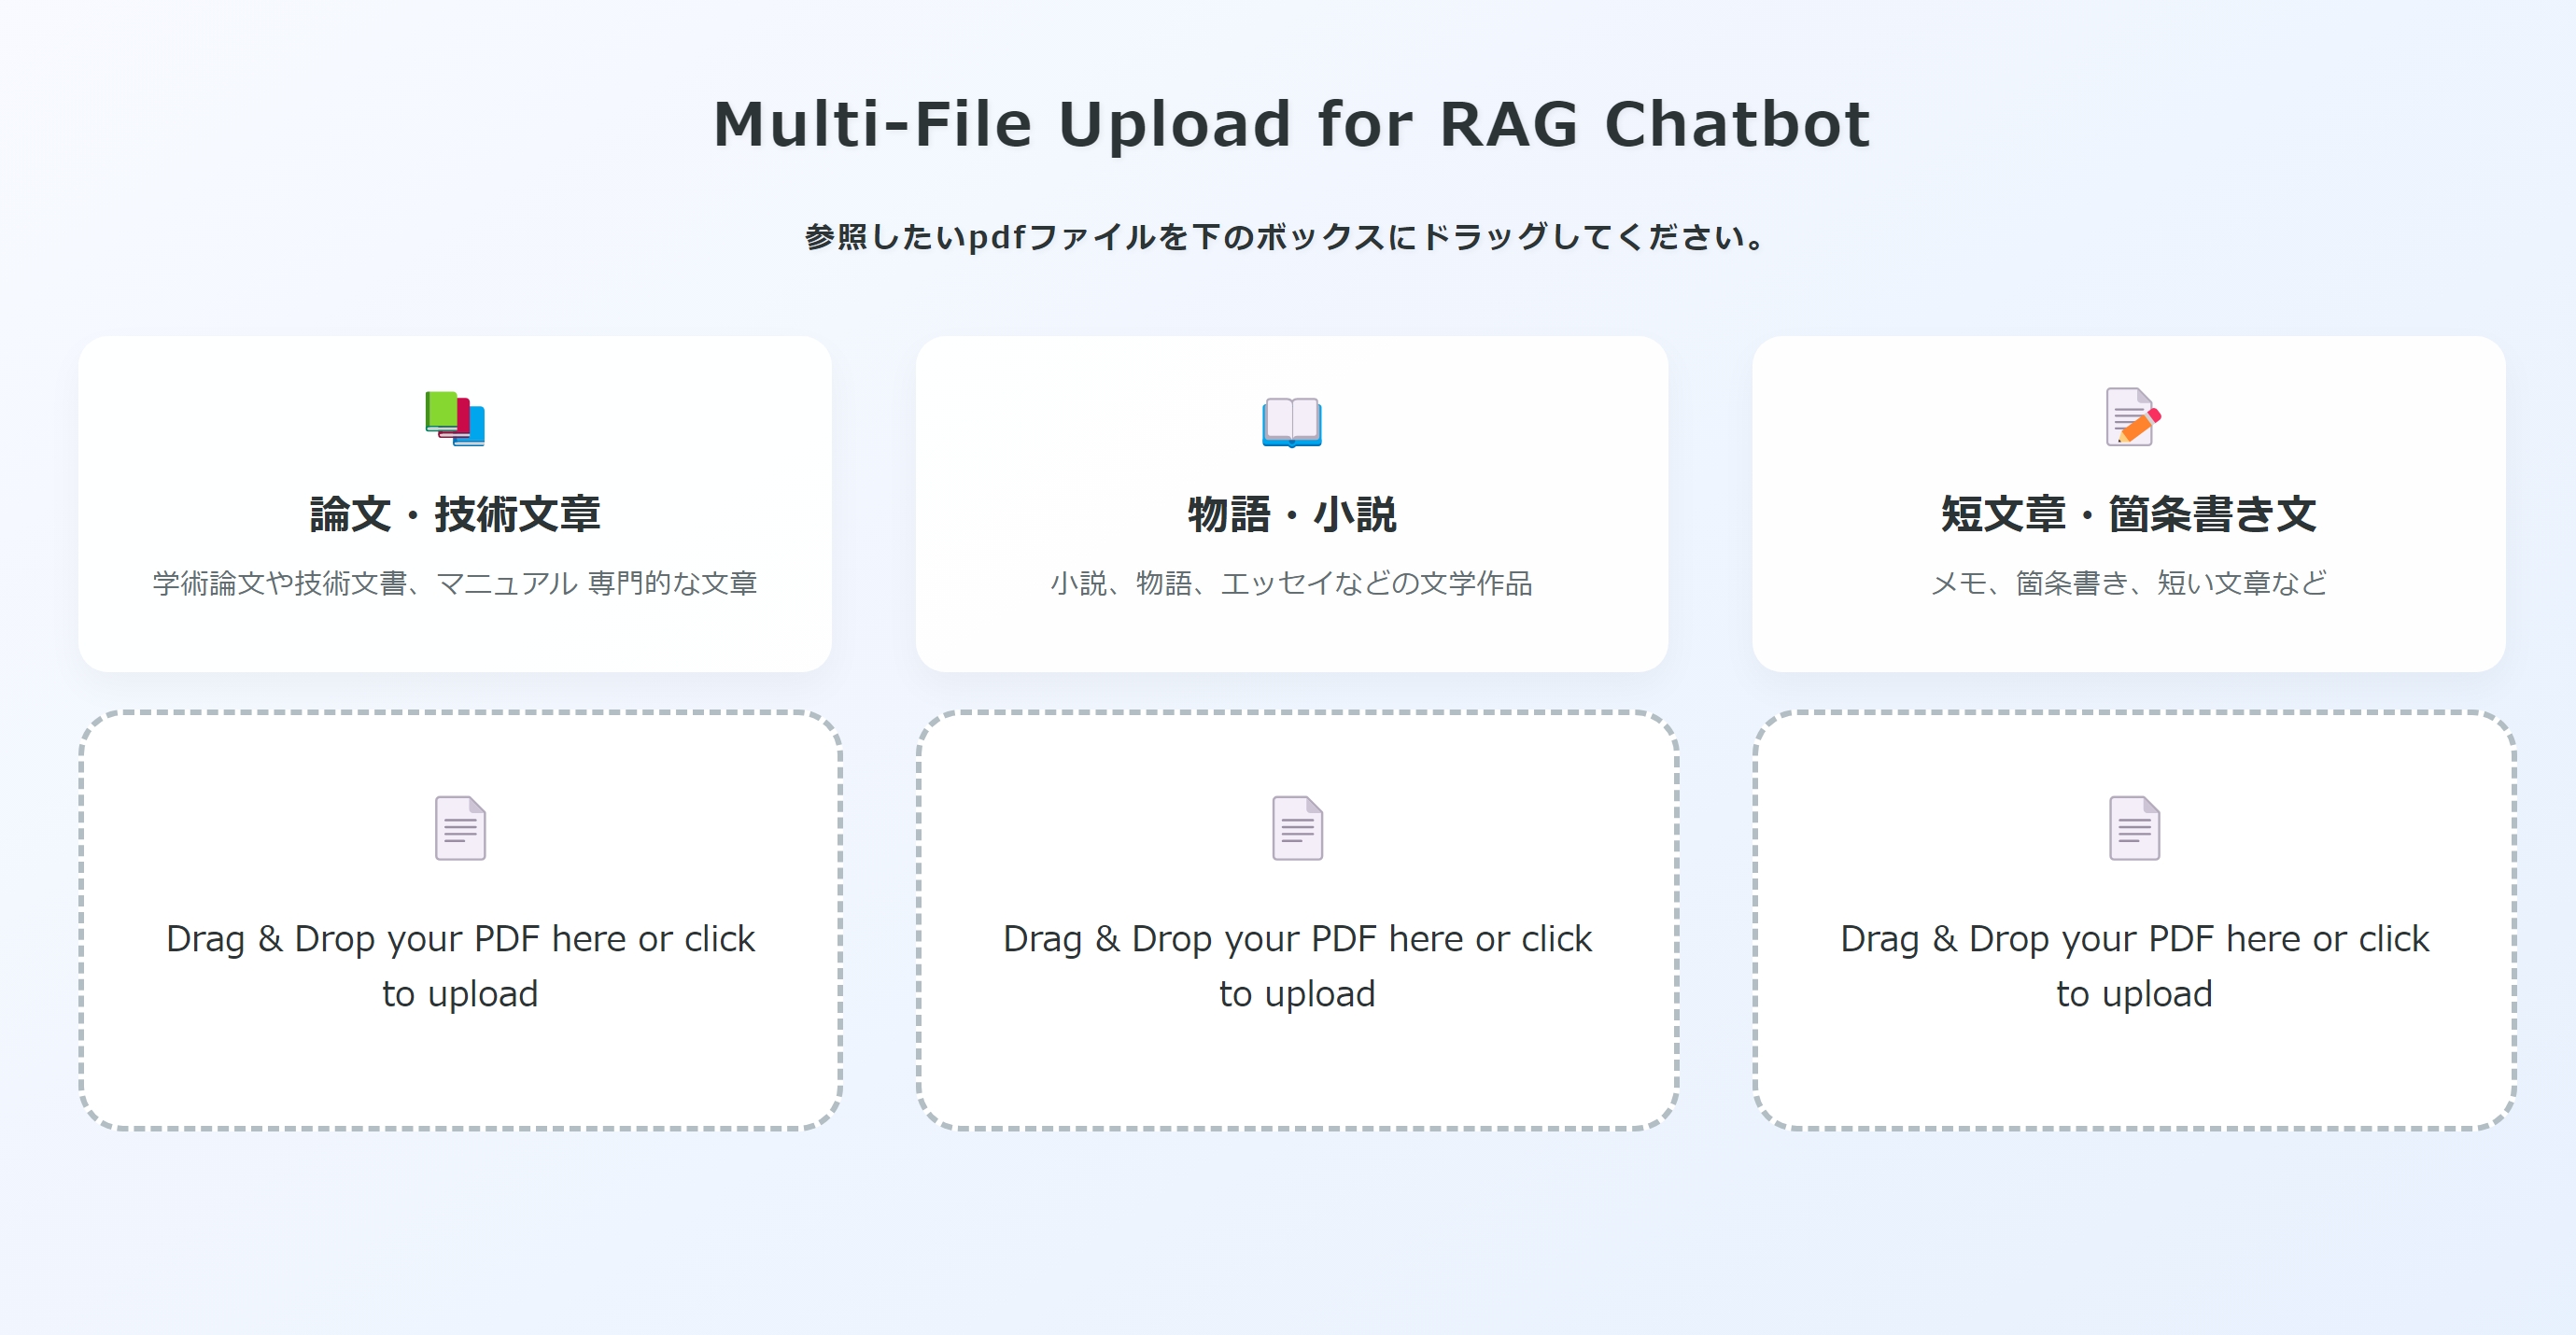 Multi-File Upload for RAG Chatbot
参照したいpdfファイルを下のボックスにドラッグしてください。
論文・技術文章
学術論文や技術文書、マニュアル 専門的な文章
物語・小説
小説、物語、エッセイなどの文学作品
短文章・箇条書き文
メモ、箇条書き、短い文章など
Drag & Drop your PDF here or click
to upload
Drag & Drop your PDF here or click
to upload
Drag & Drop your PDF here or click
to upload